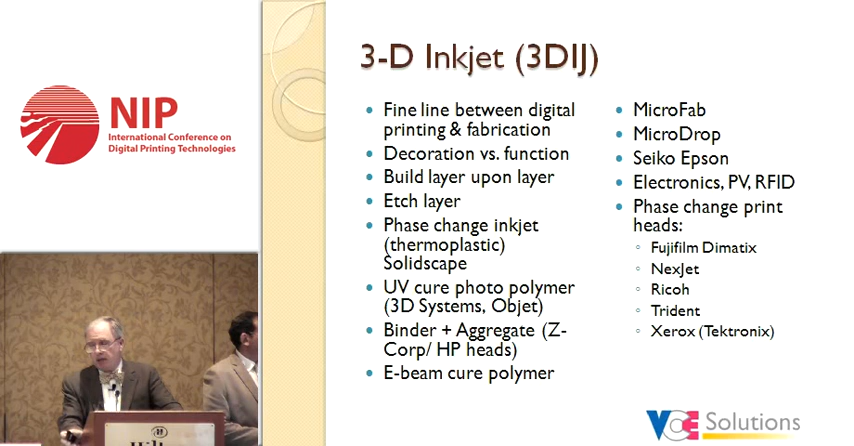 NIP
International Conference on
Digital Printing Technologies
3-D Inkjet (3DIJ)
Fine line between digital
printing & fabrication
Decoration vs. function
Build layer upon layer
Etch layer
Phase change inkjet
(thermoplastic)
Solidscape
UV cure photo polymer
(3D Systems, Objet)
Binder + Aggregate (Z-
Corp/ HP heads)
E-beam cure polymer
MicroFab
MicroDrop
Seiko Epson
Electronics, PV, RFID
Phase change print
heads:
Fujifilm Dimatix
NexJet
Ricoh
Trident
Xerox (Tektronix)
VCE Solutions